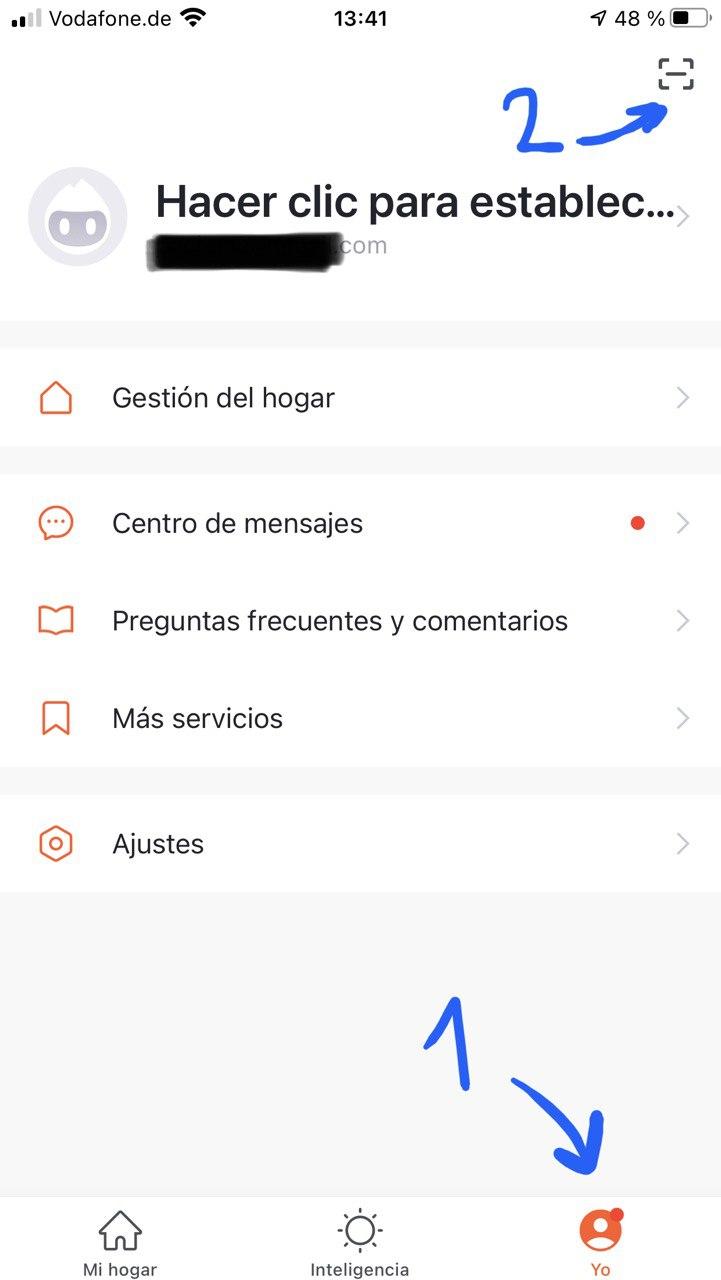 Vodafone.de
13:41
48 %
2
Hacer clic para establec...
.com
Gestión del hogar
Centro de mensajes
Preguntas frecuentes y comentarios
Más servicios
Ajustes
1
Mi hogar
Inteligencia
Yo